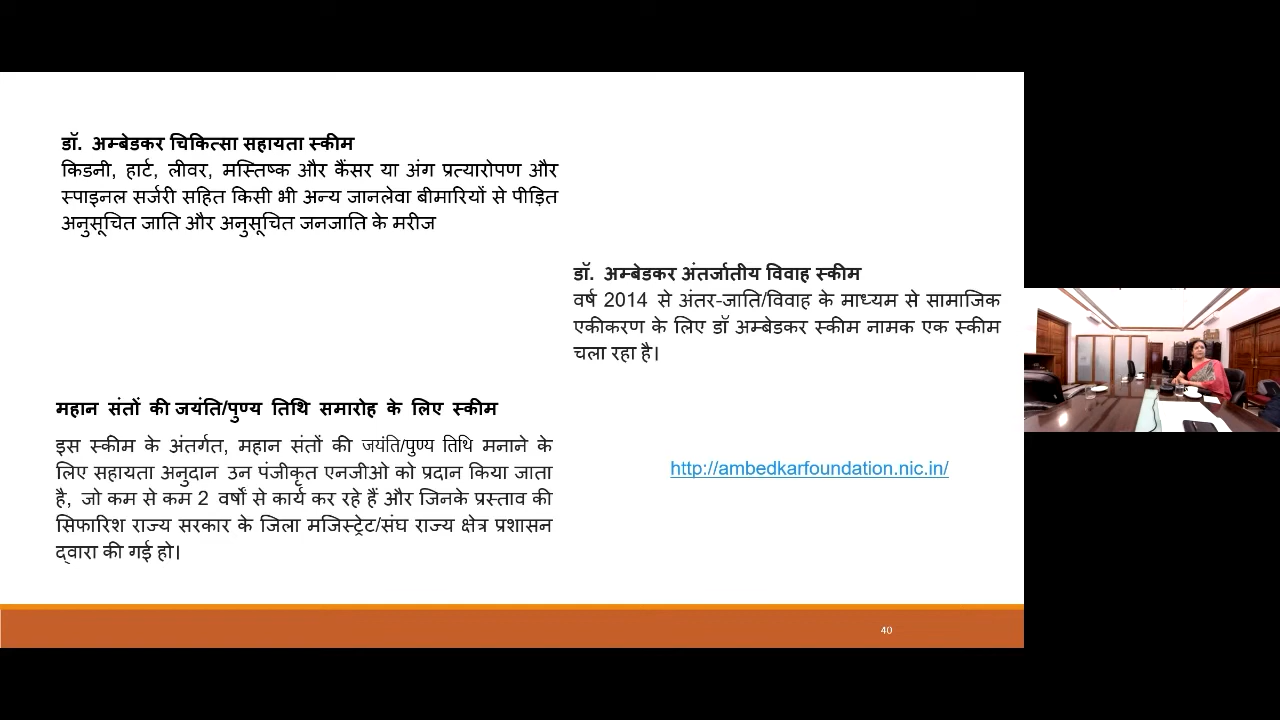 डॉ. अम्बेडकर चिकित्सा सहायता स्कीम
किडनी, हार्ट, लीवर, मस्तिष्क और कैंसर या अंग प्रत्यारोपण और
स्पाइनल सर्जरी सहित किसी भी अन्य जानलेवा बीमारियों से पीड़ित
अनुसूचित जाति और अनुसूचित जनजाति के मरीज
डॉ. अम्बेडकर अंतर्जातीय विवाह स्कीम
वर्ष 2014 से अंतर-जाति/विवाह के माध्यम से सामाजिक
एकीकरण के लिए डॉ अम्बेडकर स्कीम नामक एक स्कीम
चला रहा है।
महान संतों की जयंति/पुण्य तिथि समारोह के लिए स्कीम
इस स्कीम के अंतर्गत, महान संतों की जयंति/पुण्य तिथि मनाने के
लिए सहायता अनुदान उन पंजीकृत एनजीओ को प्रदान किया जाता
है, जो कम से कम 2 वर्षों से कार्य कर रहे हैं और जिनके प्रस्ताव की
सिफारिश राज्य सरकार के जिला मजिस्ट्रेट/संघ राज्य क्षेत्र प्रशासन
द्वारा की गई हो।
http://ambedkarfoundation.nic.in/
40